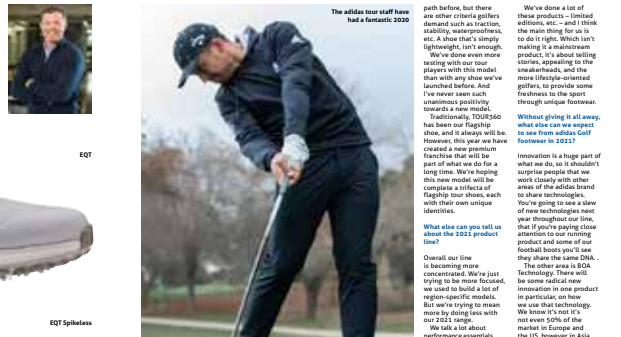 EQT
EQT Spikeless
The adidas tour staff have
had a fantastic 2020
path before, but there
are other criteria golfers
demand such as traction,
stability, waterproofness,
etc. A shoe that's simply
lightweight, isn't enough.
We've done even more
testing with our tour
players with this model
than with any shoe we've
launched before. And
I've never seen such
unanimous positivity
towards a new model.
Traditionally, TOUR360
has been our flagship
shoe, and it always will be.
However, this year we have
created a new premium
franchise that will be
part of what we do for a
long time. We're hoping
this new model will be
complete a trifecta of
flagship tour shoes, each
with their own unique
identities.
What else can you tell us
about the 2021 product
line?
Overall our line
is becoming more
concentrated. We're just
trying to be more focused,
we used to build a lot of
region-specific models.
But we're trying to mean
more by doing less with
our 2021 range.
We talk a lot about
performance essentials
We've done a lot of
these products – limited
editions, etc. – and I think
the main thing for us is
to do it right. Which isn't
making it a mainstream
product, it's about telling
stories, appealing to the
sneakerheads, and the
more lifestyle-oriented
golfers, to provide some
freshness to the sport
through unique footwear.
Without giving it all away,
what else can we expect
to see from adidas Golf
footwear in 2021?
Innovation is a huge part of
what we do, so it shouldn't
surprise people that we
work closely with other
areas of the adidas brand
to share technologies.
You're going to see a slew
of new technologies next
year throughout our line,
that if you're paying close
attention to our running
product and some of our
football boots you'll see
they share the same DNA. .
The other area is BOA
Technology. There will
be some radical new
innovation in one product
in particular, on how
we use that technology.
We know it's not it's
not even 50% of the
market in Europe and
the US, however in Asia